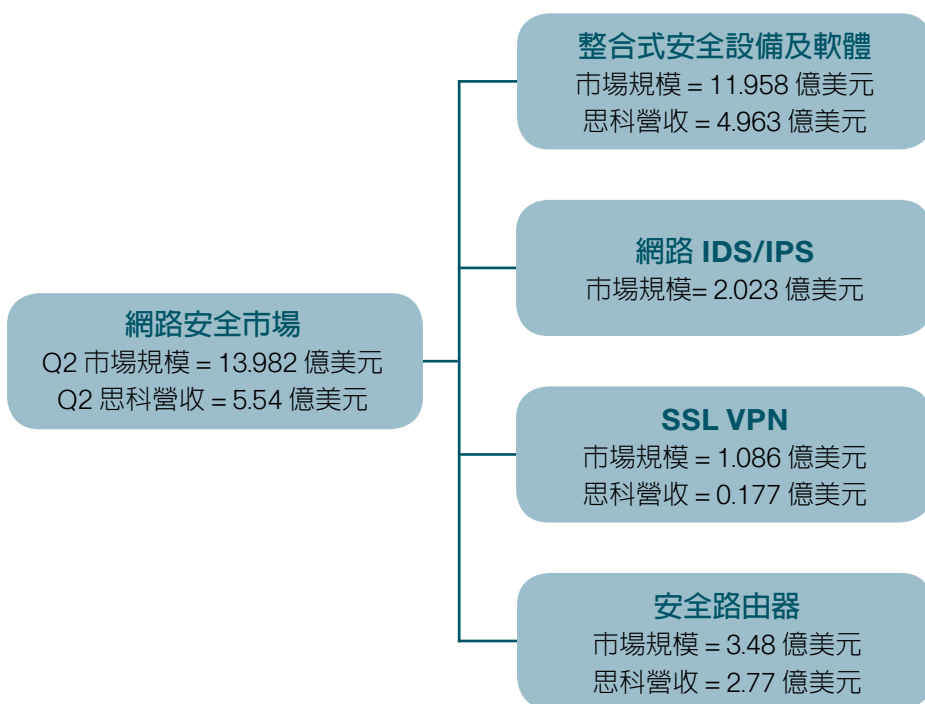 整合式安全設備及軟體
市場規模 = 11.958 億美元
思科營收 = 4.963 億美元
網路 IDS/IPS
市場規模= 2.023 億美元
網路安全市場
Q2 市場規模 = 13.982 億美元
Q2 思科營收 = 5.54 億美元
SSL VPN
市場規模 = 1.086 億美元
思科營收 = 0.177 億美元
安全路由器
市場規模 = 3.48 億美元
思科營收 = 2.77 億美元